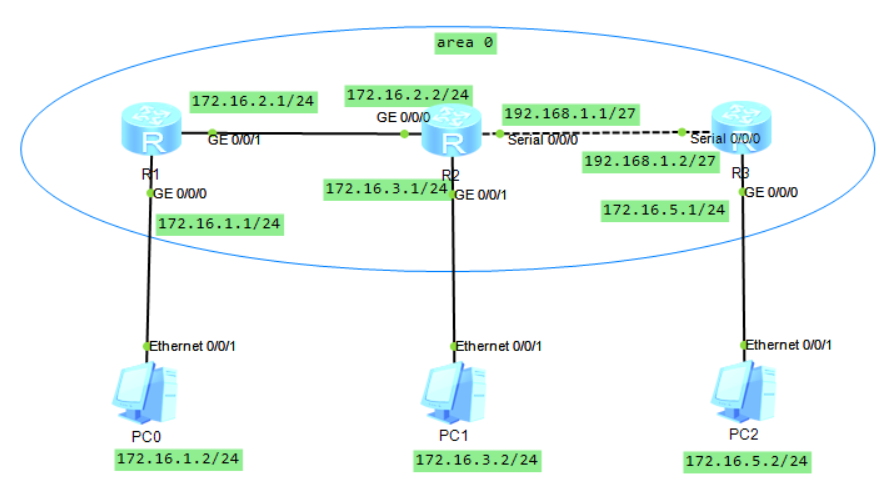 area 0
172.16.2.1/24
172.16.2.2/24
GE 0/0/0
192.168.1.1/27
GE 0/0/1
Serial 0/0/0
Serial 0/0/0
192.168.1.2/27
R
R
R
R1
R2
R3
GE 0/0/0
172.16.3.1/24
GE 0/0/1
GE 0/0/0
172.16.1.1/24
172.16.5.1/24
Ethernet 0/0/1
Ethernet 0/0/1
Ethernet 0/0/1
PC0
PC1
PC2
172.16.1.2/24
172.16.3.2/24
172.16.5.2/24